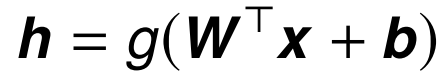 h = g(W⊤x + b)